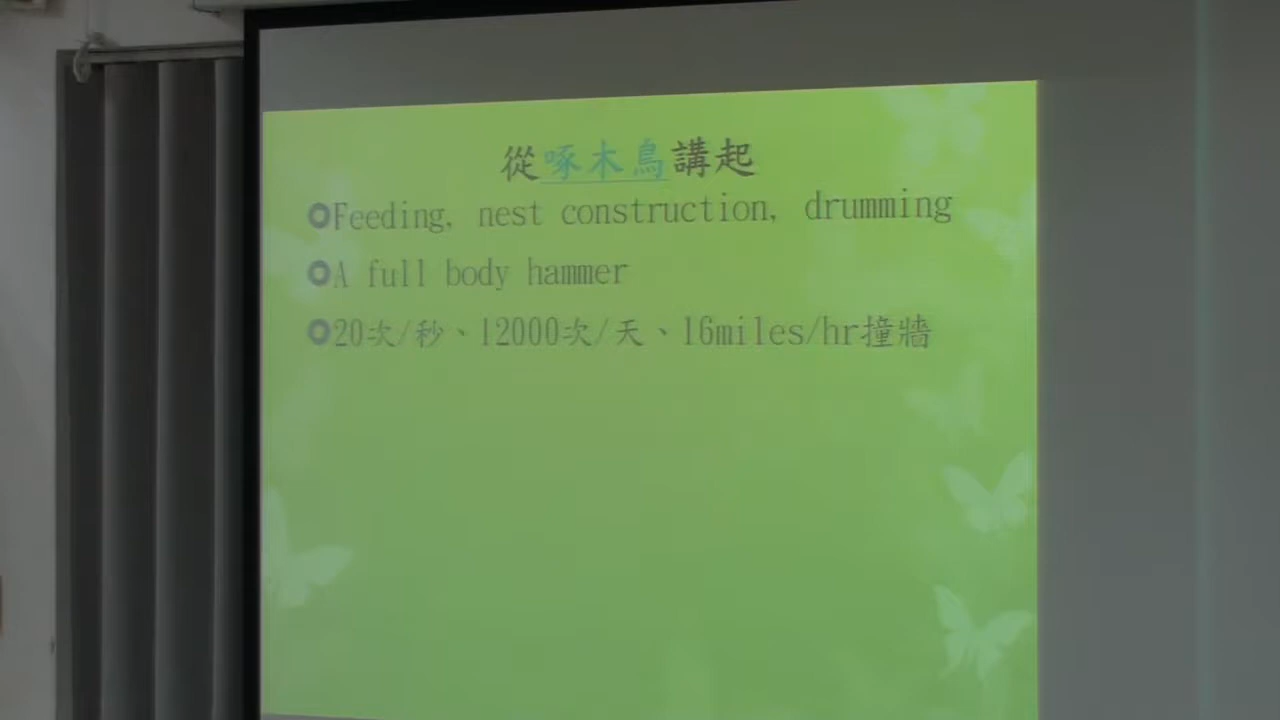 從啄木鳥講起
Feeding, nest construction, drumming
A full body hammer
20次/秒、12000次/天、16miles/hr撞牆